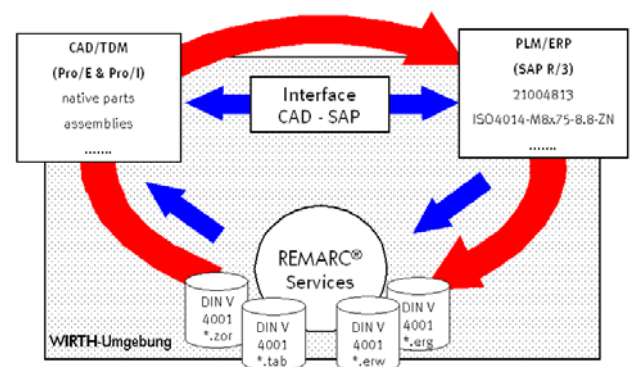 CAD/TDM
(Pro/E & Pro/I)
native parts
assemblies
.......
Interface
CAD - SAP
PLM/ERP
(SAP R/3)
21004813
ISO4014-M8x75-8.8-ZN
.......
REMARC®
Services
DIN V
4001
*.zor
DIN V
4001
*.tab
DIN V
4001
*.erw
DIN V
4001
*.erg
WIRTH-Umgebung